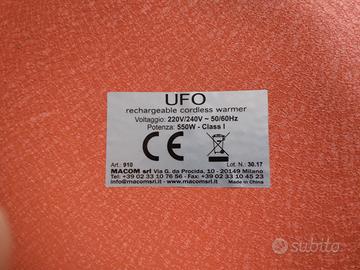 UFO
rechargeable cordless warmer
Voltaggio: 220V/240V ~ 50/60Hz
Potenza: 550W - Class I
CE
Art.: 910
Lot. N.: 30.17
MACOM srl Via G. da Procida, 10 - 20149 Milano
Tel. +39 02 33 10 76 56 - Fax +39 02 33 10 45 23
info@macomsrl.it - www.macomsrl.it
Made in China
subito